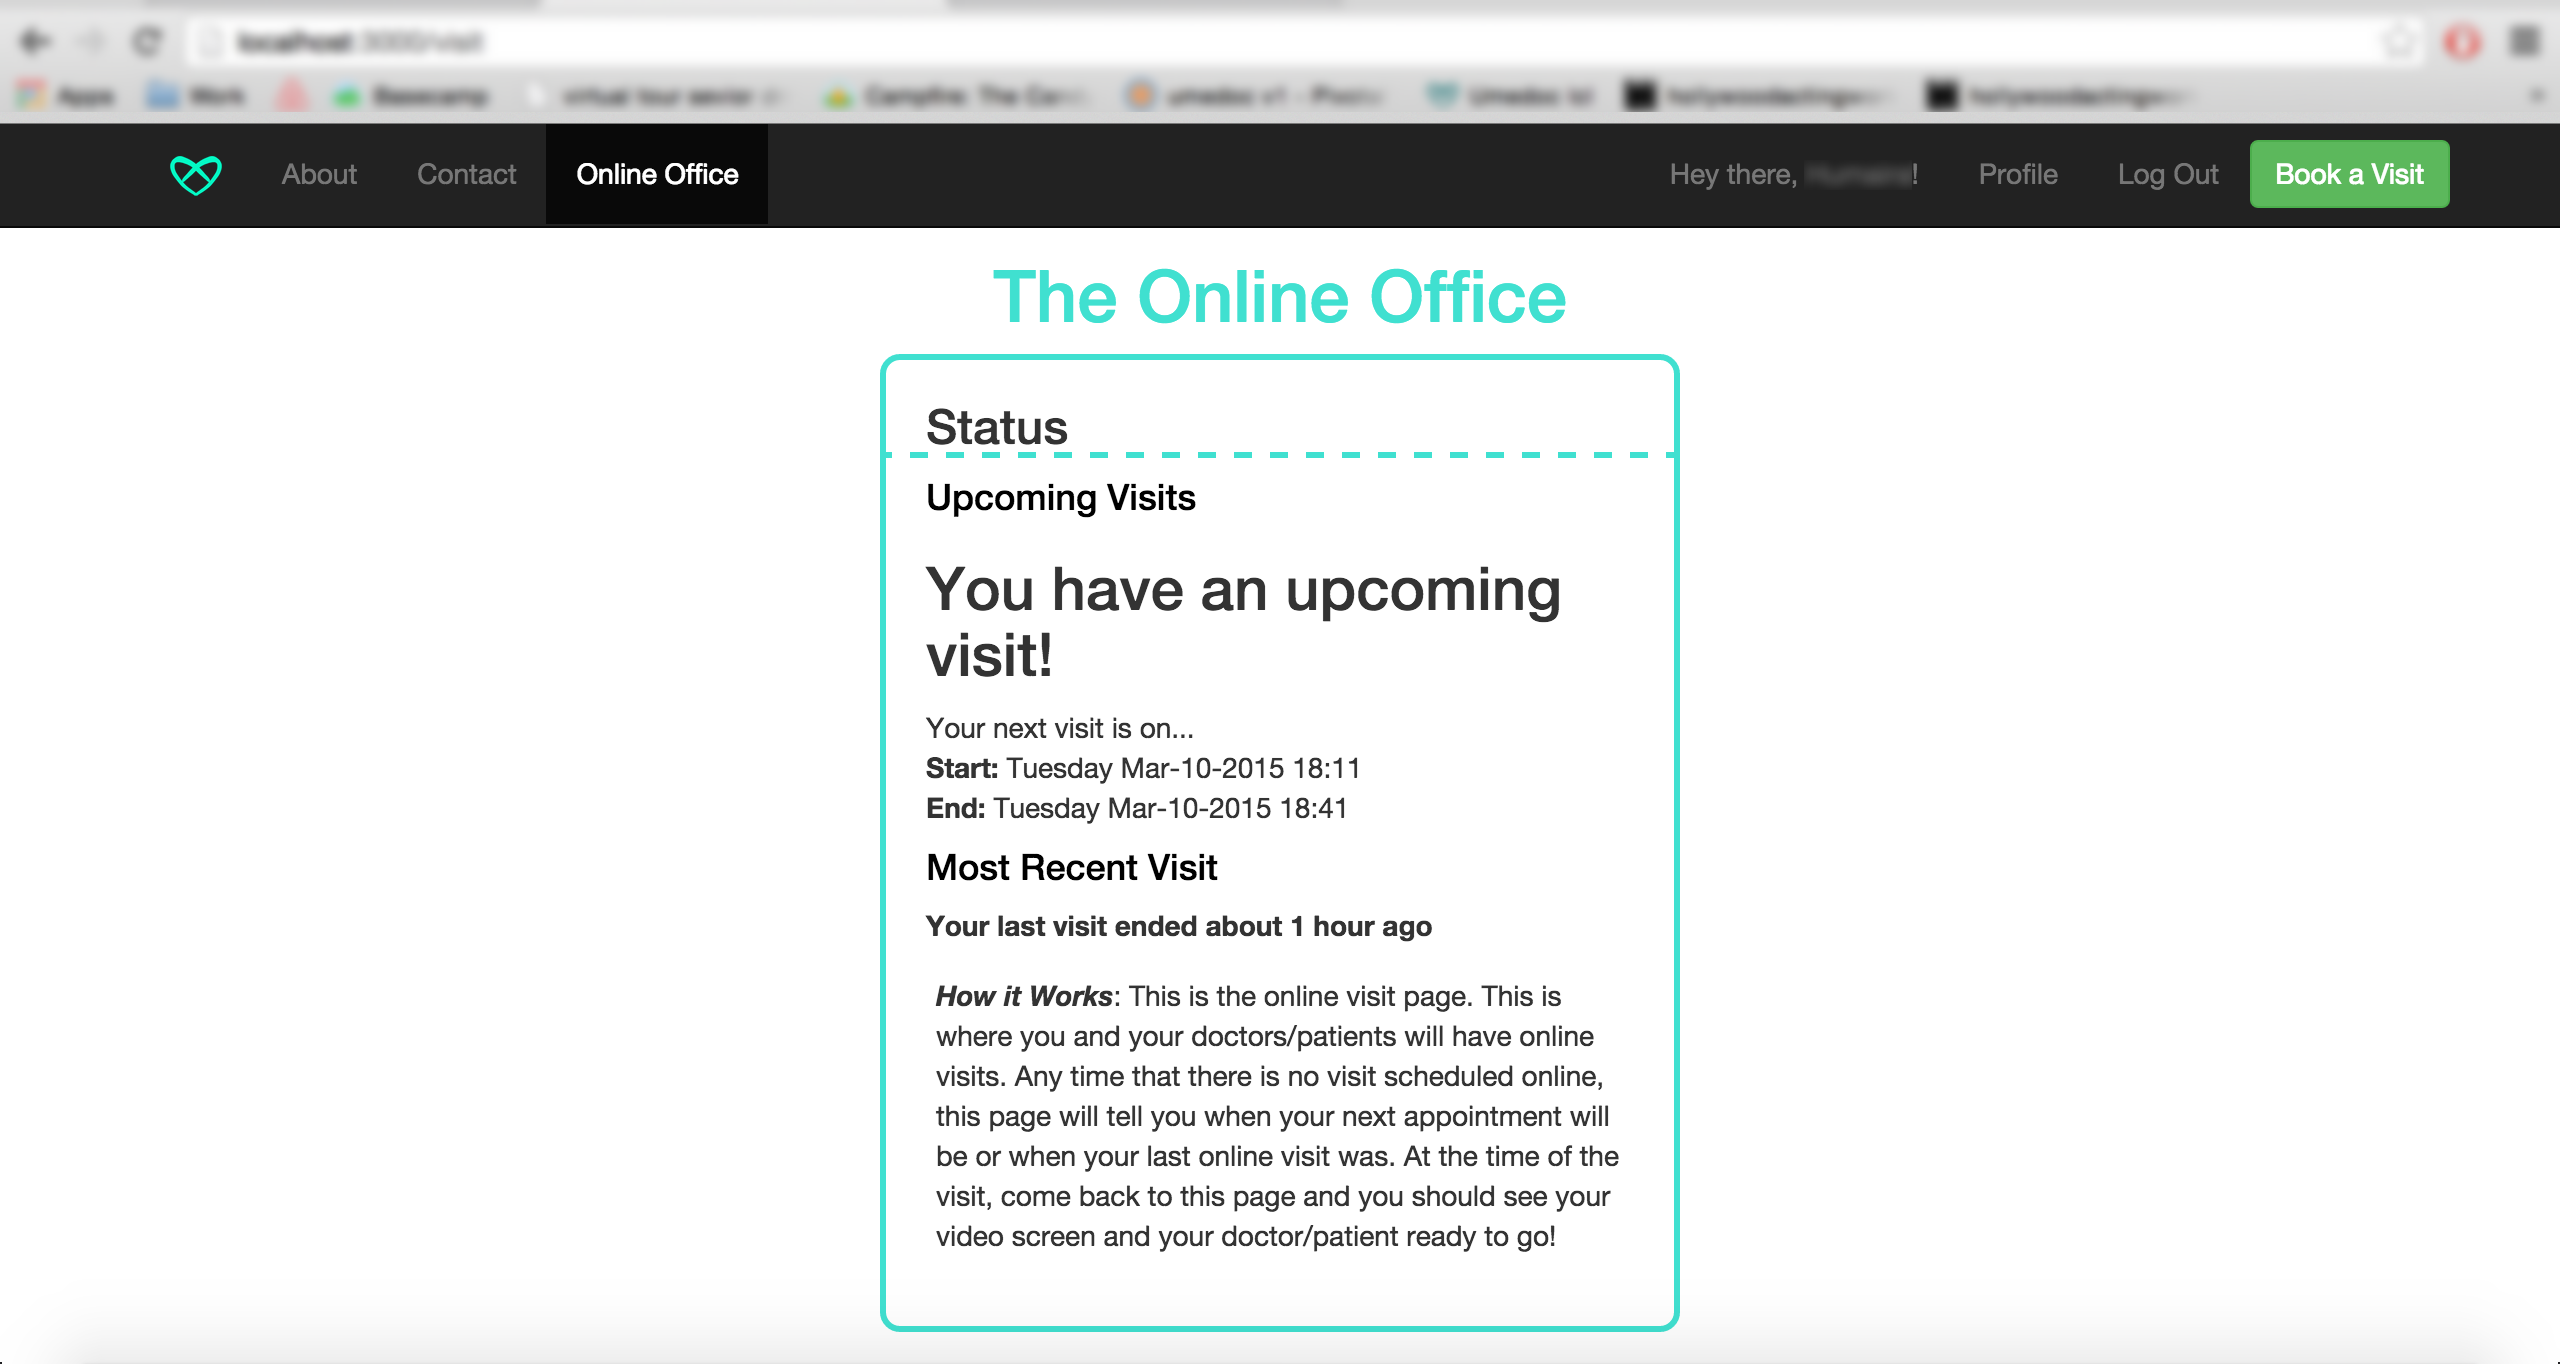 About Contact Online Office Hey there, ! Profile Log Out Book a Visit
The Online Office
Status
Upcoming Visits
You have an upcoming
visit!
Your next visit is on...
Start: Tuesday Mar-10-2015 18:11
End: Tuesday Mar-10-2015 18:41
Most Recent Visit
Your last visit ended about 1 hour ago
How it Works: This is the online visit page. This is
where you and your doctors/patients will have online
visits. Any time that there is no visit scheduled online,
this page will tell you when your next appointment will
be or when your last online visit was. At the time of the
visit, come back to this page and you should see your
video screen and your doctor/patient ready to go!